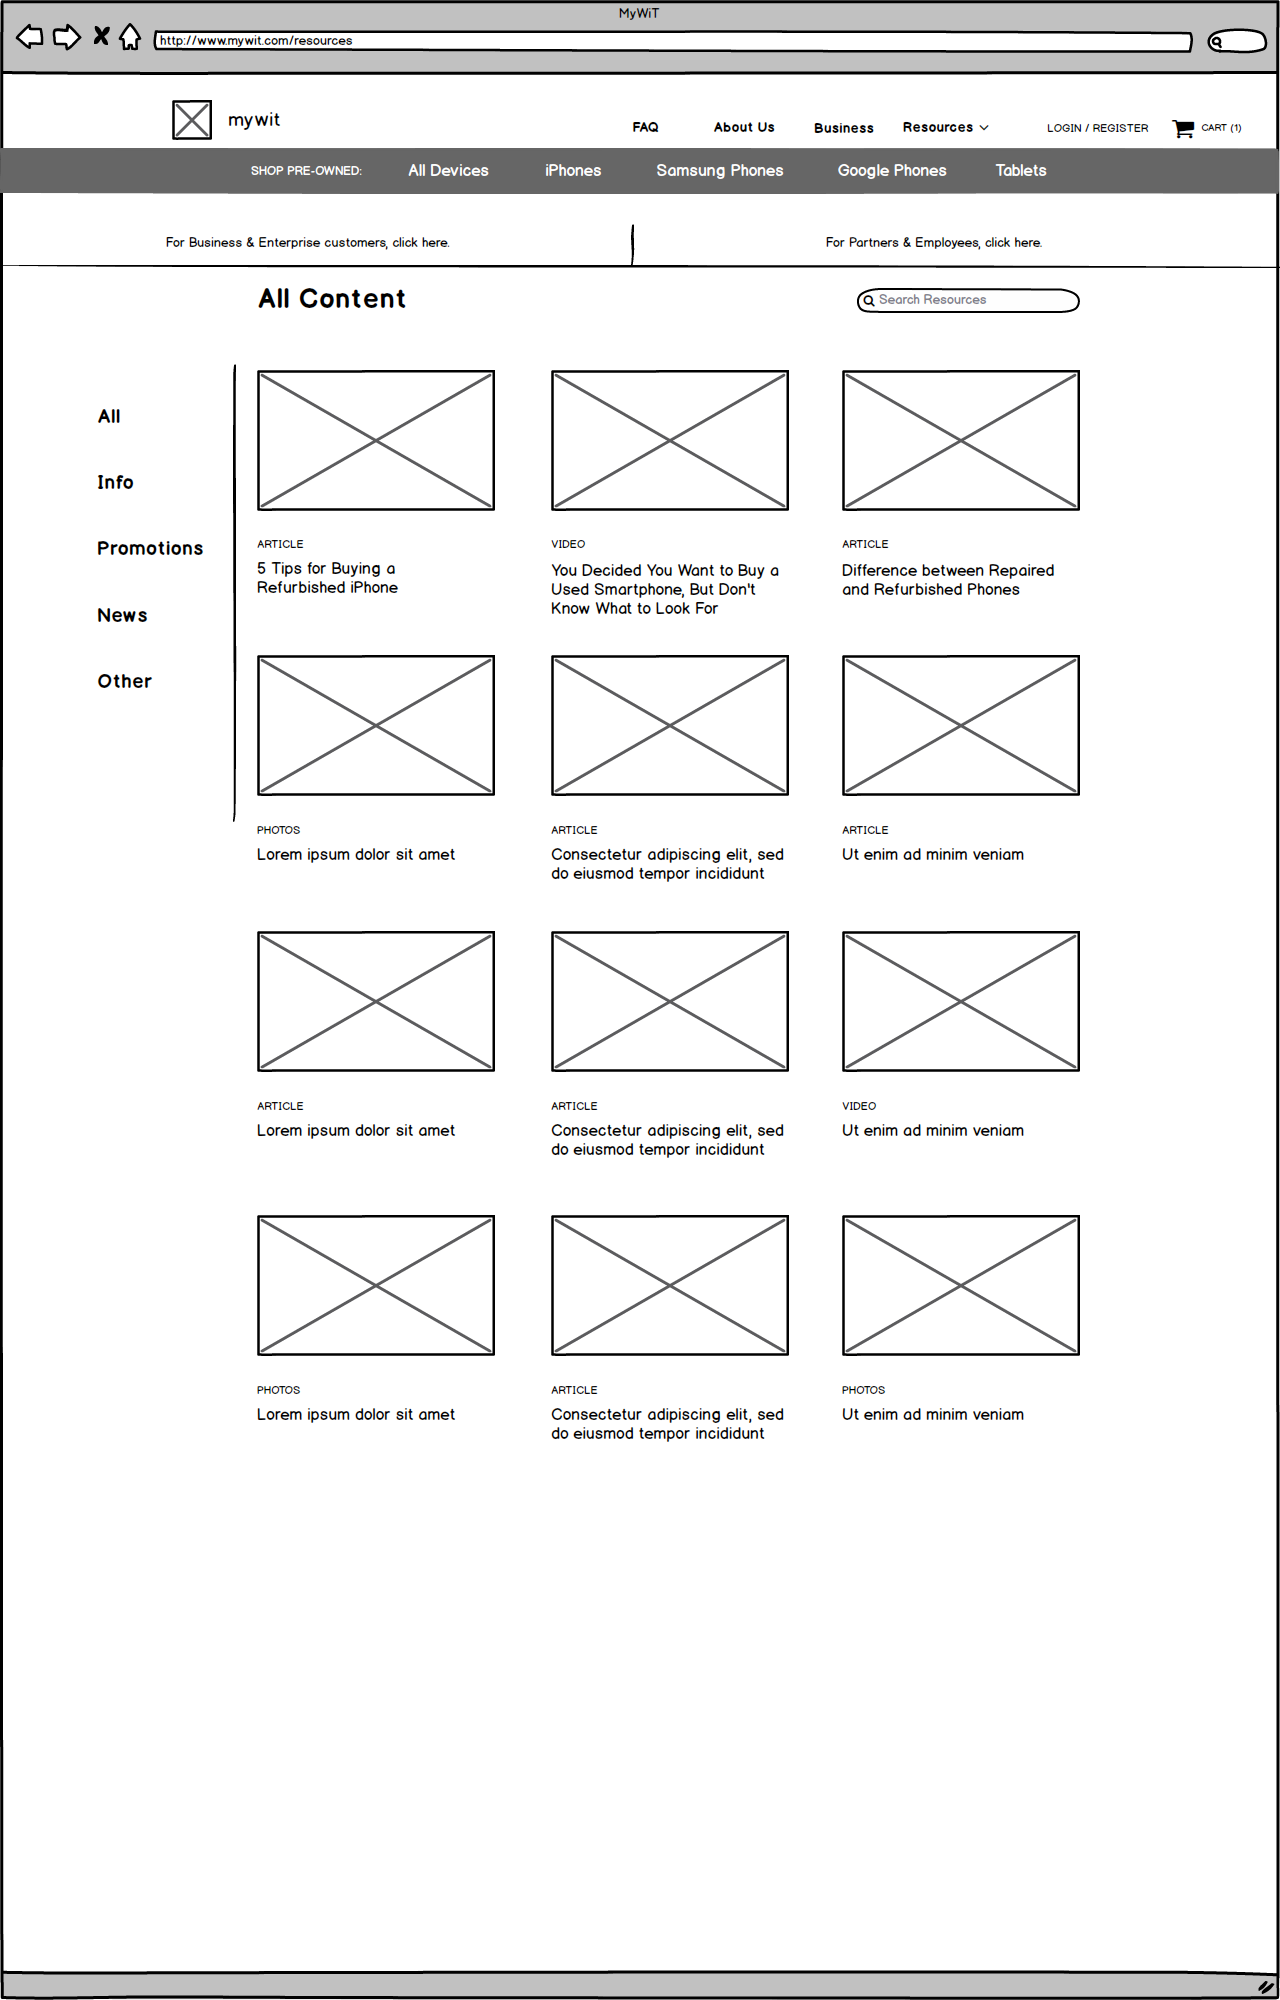 MyWiT
http://www.mywit.com/resources
mywit
FAQ
About Us
Business
Resources
LOGIN / REGISTER
CART (1)
SHOP PRE-OWNED:
All Devices
iPhones
Samsung Phones
Google Phones
Tablets
For Business & Enterprise customers, click here.
For Partners & Employees, click here.
All Content
Search Resources
All
Info
Promotions
News
Other
ARTICLE
5 Tips for Buying a
Refurbished iPhone
VIDEO
You Decided You Want to Buy a
Used Smartphone, But Don't
Know What to Look For
ARTICLE
Difference between Repaired
and Refurbished Phones
PHOTOS
Lorem ipsum dolor sit amet
ARTICLE
Consectetur adipiscing elit, sed
do eiusmod tempor incididunt
ARTICLE
Ut enim ad minim veniam
ARTICLE
Lorem ipsum dolor sit amet
ARTICLE
Consectetur adipiscing elit, sed
do eiusmod tempor incididunt
VIDEO
Ut enim ad minim veniam
PHOTOS
Lorem ipsum dolor sit amet
ARTICLE
Consectetur adipiscing elit, sed
do eiusmod tempor incididunt
PHOTOS
Ut enim ad minim veniam